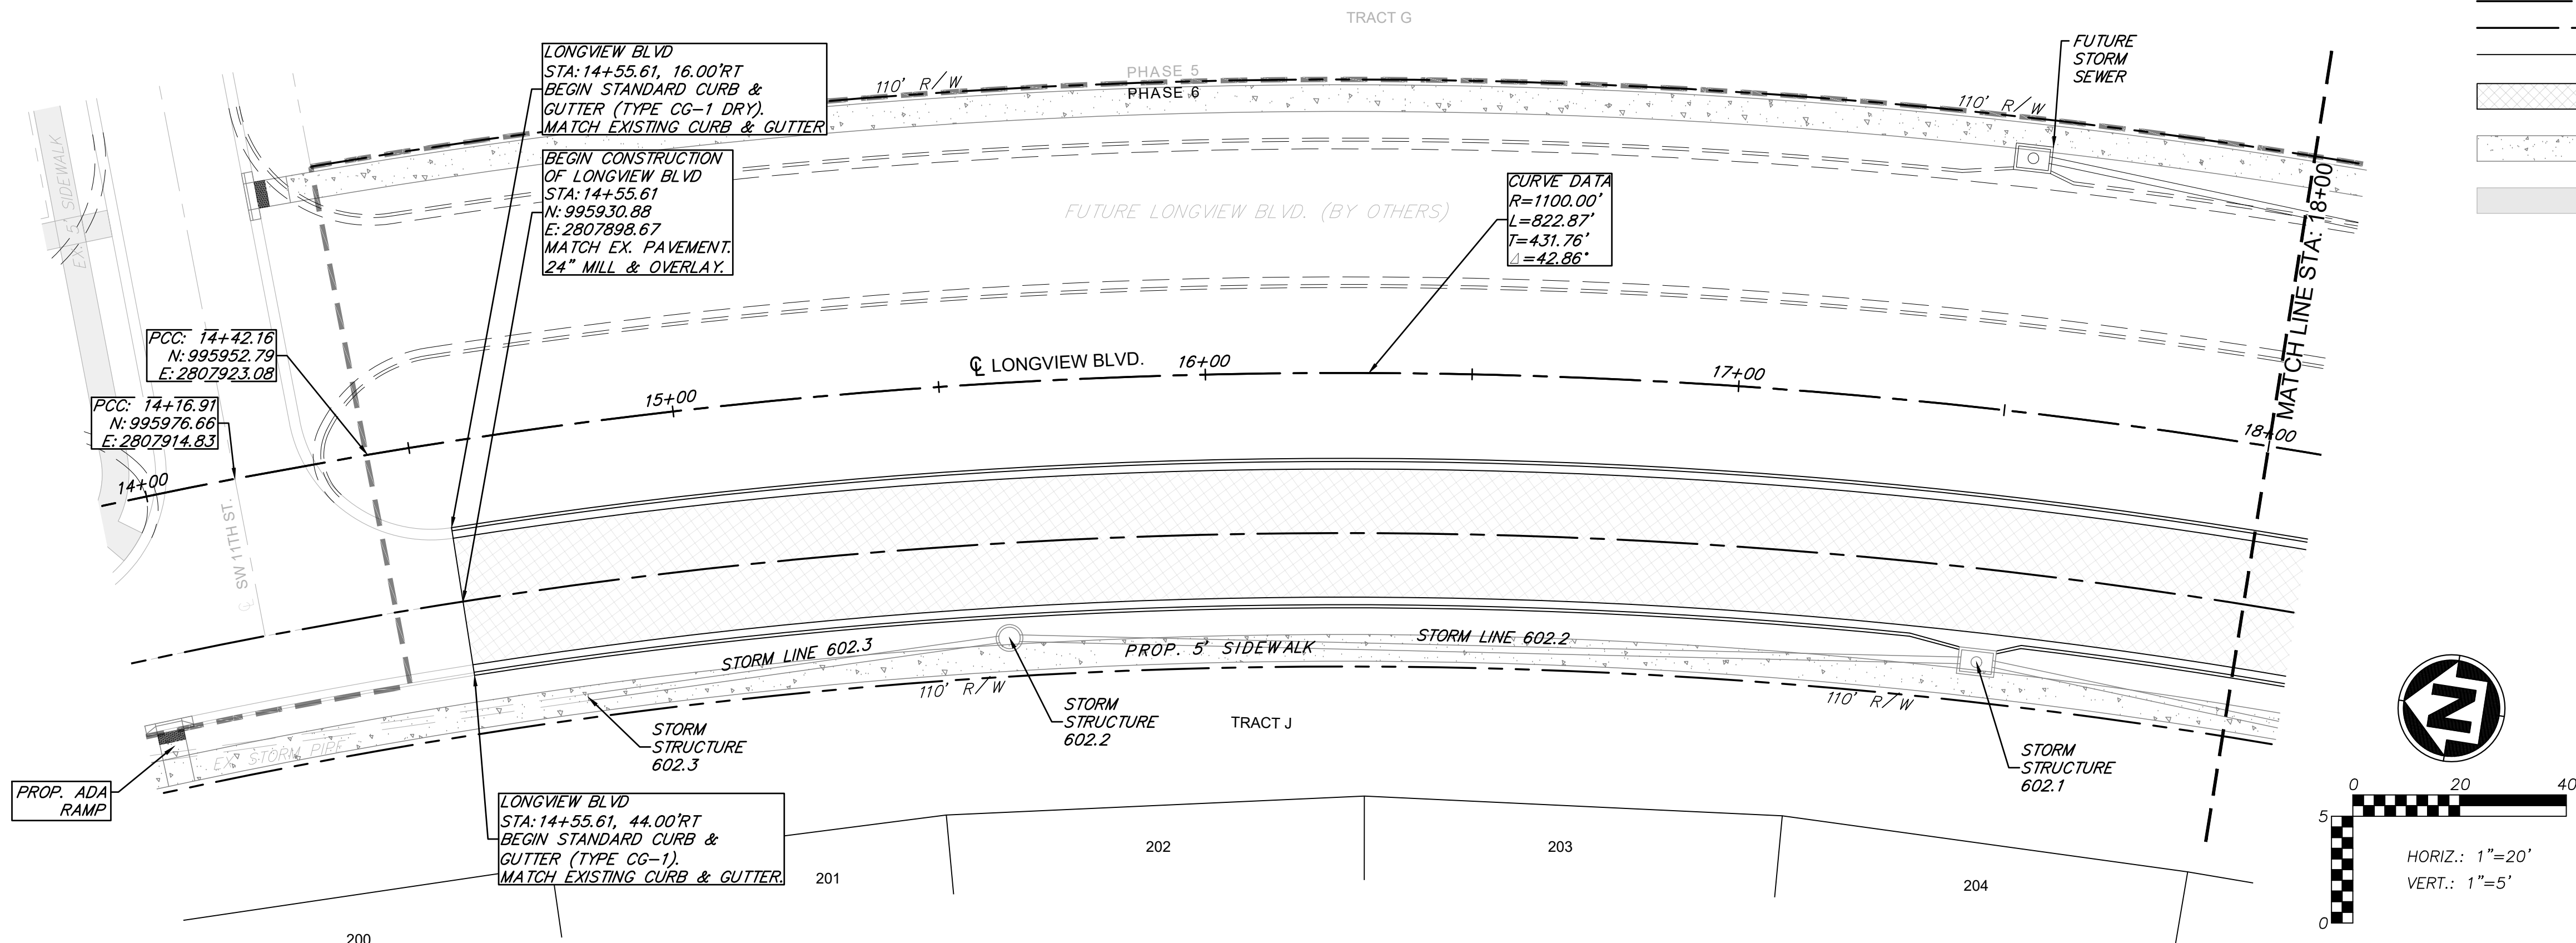 TRACT G
LONGVIEW BLVD
STA: 14+55.61, 16.00'RT
BEGIN STANDARD CURB &
GUTTER (TYPE CG-1 DRY).
MATCH EXISTING CURB & GUTTER
110' R/W
PHASE 5
PHASE 6
110' R/W
FUTURE
STORM
SEWER
BEGIN CONSTRUCTION
OF LONGVIEW BLVD
STA: 14+55.61
N: 995930.88
E: 2807898.67
MATCH EX. PAVEMENT.
24" MILL & OVERLAY.
EX. 5' SIDEWALK
FUTURE LONGVIEW BLVD. (BY OTHERS)
CURVE DATA
R=1100.00'
L=822.87'
T=431.76'
⊿=42.86°
MATCH LINE STA: 18+00
PCC: 14+42.16
N: 995952.79
E: 2807923.08
PCC: 14+16.91
N: 995976.66
E: 2807914.83
14+00
15+00
℄ LONGVIEW BLVD.
16+00
17+00
18+00
℄ SW 11TH ST.
STORM LINE 602.3
PROP. 5' SIDEWALK
STORM LINE 602.2
110' R/W
110' R/W
EX. STORM PIPE
STORM
STRUCTURE
602.3
STORM
STRUCTURE
602.2
TRACT J
STORM
STRUCTURE
602.1
PROP. ADA
RAMP
LONGVIEW BLVD
STA: 14+55.61, 44.00'RT
BEGIN STANDARD CURB &
GUTTER (TYPE CG-1).
MATCH EXISTING CURB & GUTTER.
200
201
202
203
204
N
0 20 40
5
0
HORIZ.: 1"=20'
VERT.: 1"=5'